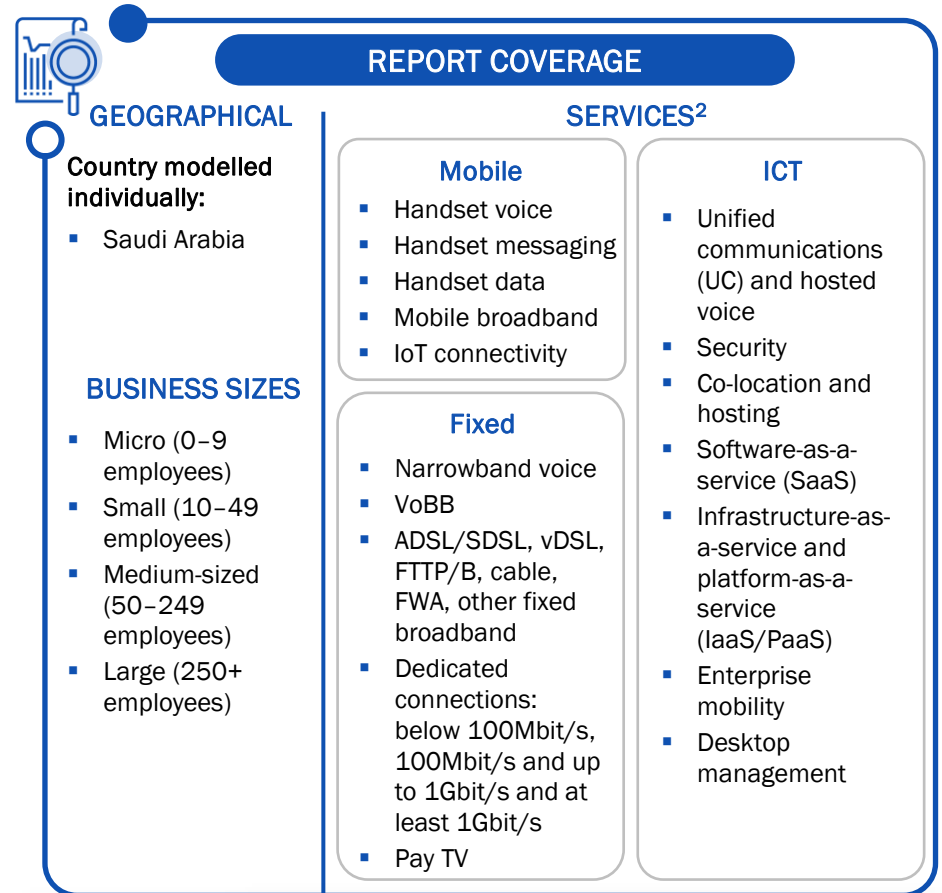 REPORT COVERAGE
GEOGRAPHICAL
Country modelled
individually:
▪ Saudi Arabia
BUSINESS SIZES
▪ Micro (0–9
employees)
▪ Small (10–49
employees)
▪ Medium-sized
(50–249
employees)
▪ Large (250+
employees)
SERVICES²
Mobile
▪ Handset voice
▪ Handset messaging
▪ Handset data
▪ Mobile broadband
▪ IoT connectivity
Fixed
▪ Narrowband voice
▪ VoBB
▪ ADSL/SDSL, vDSL,
FTTP/B, cable,
FWA, other fixed
broadband
▪ Dedicated
connections:
below 100Mbit/s,
100Mbit/s and up
to 1Gbit/s and at
least 1Gbit/s
▪ Pay TV
ICT
▪ Unified
communications
(UC) and hosted
voice
▪ Security
▪ Co-location and
hosting
▪ Software-as-a-
service (SaaS)
▪ Infrastructure-as-
a-service and
platform-as-a-
service
(IaaS/PaaS)
▪ Enterprise
mobility
▪ Desktop
management